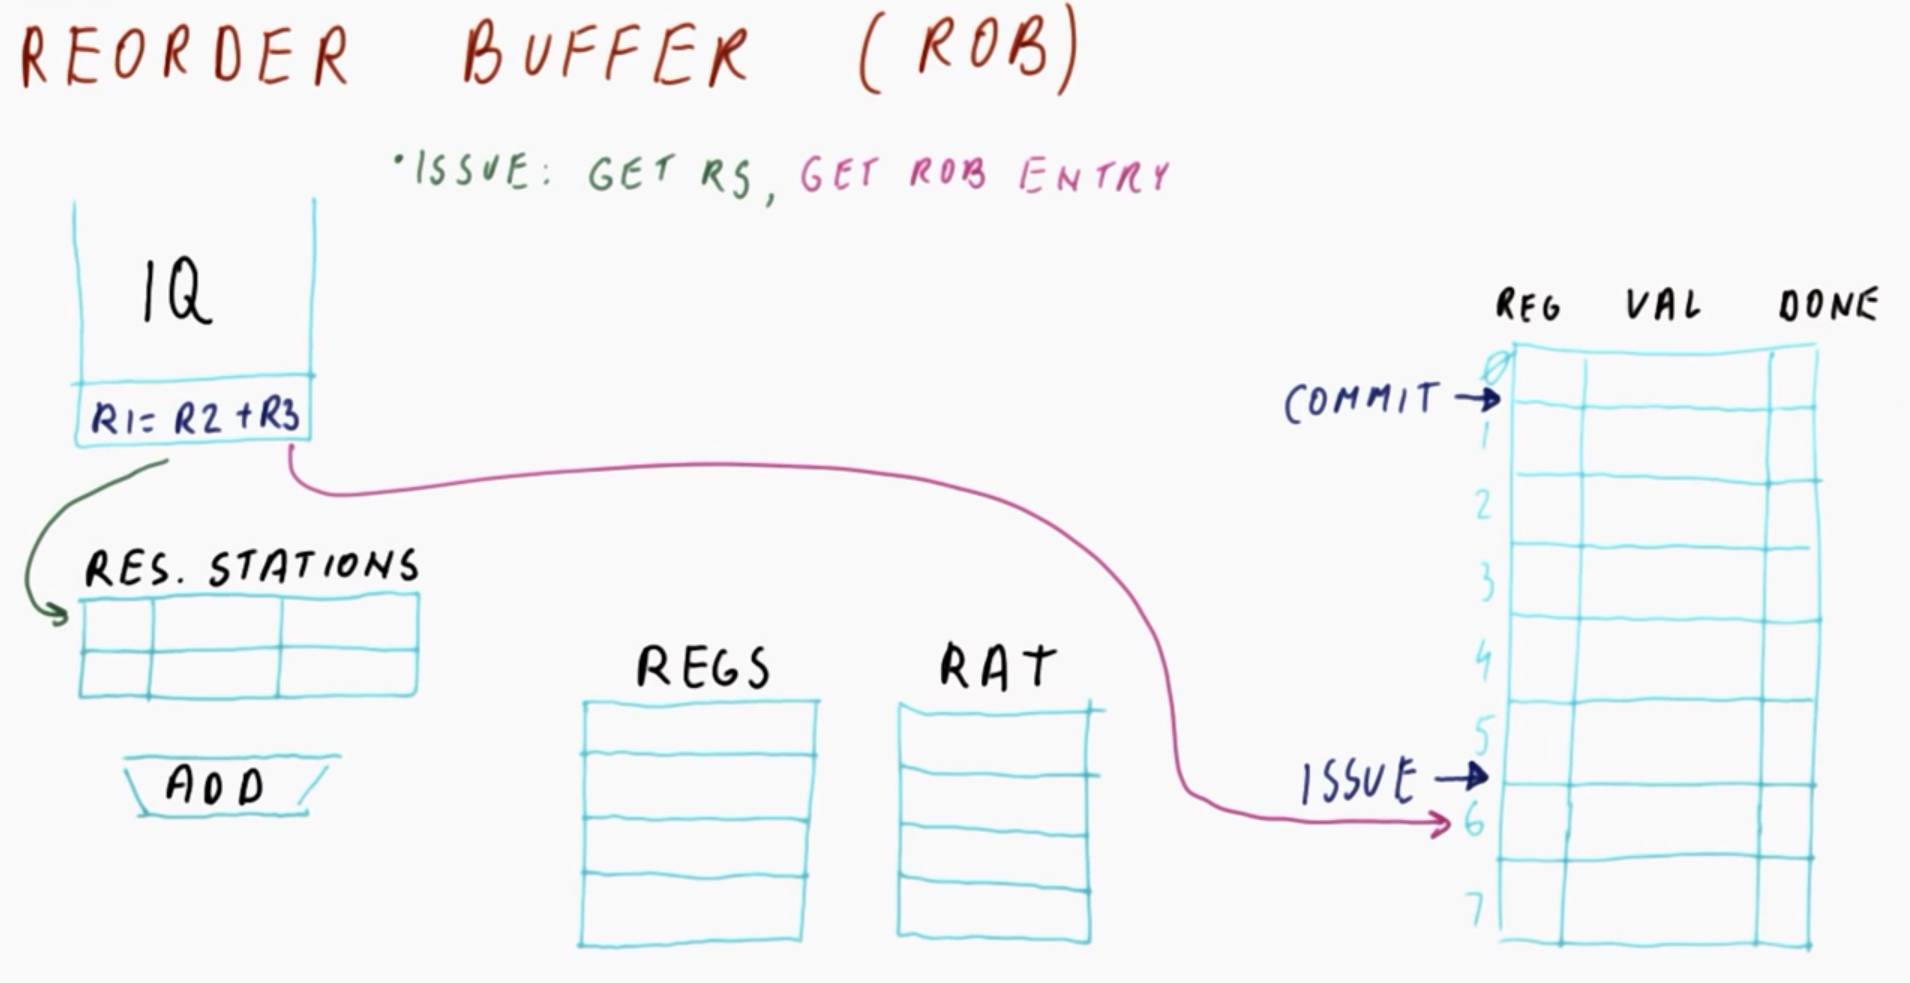 REORDER BUFFER (ROB)
• ISSUE: GET RS, GET ROB ENTRY
IQ
R1 = R2 + R3
RES. STATIONS
ADD
REGS
RAT
REG VAL DONE
COMMIT
ISSUE
0
1
2
3
4
5
6
7